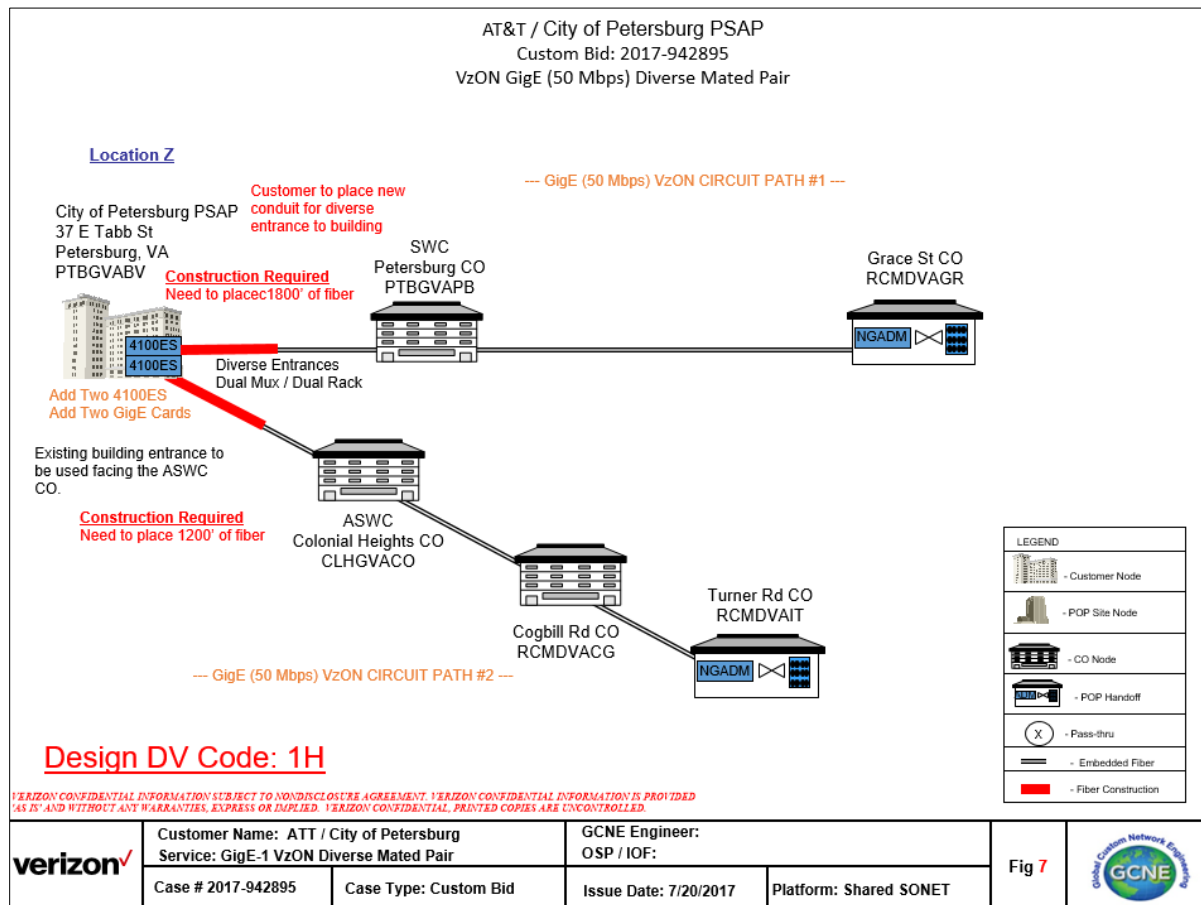 AT&T / City of Petersburg PSAP
Custom Bid: 2017-942895
VzON GigE (50 Mbps) Diverse Mated Pair
Location Z
--- GigE (50 Mbps) VzON CIRCUIT PATH #1 ---
Customer to place new
conduit for diverse
entrance to building
City of Petersburg PSAP
37 E Tabb St
Petersburg, VA
PTBGVABV
Construction Required
Need to placec1800' of fiber
SWC
Petersburg CO
PTBGVAPB
Grace St CO
RCMDVAGR
NGADM
4100ES
4100ES
Diverse Entrances
Dual Mux / Dual Rack
Add Two 4100ES
Add Two GigE Cards
Existing building entrance to
be used facing the ASWC
CO.
Construction Required
Need to place 1200' of fiber
ASWC
Colonial Heights CO
CLHGVACO
Cogbill Rd CO
RCMDVACG
Turner Rd CO
RCMDVAIT
NGADM
--- GigE (50 Mbps) VzON CIRCUIT PATH #2 ---
LEGEND
- Customer Node
- POP Site Node
- CO Node
- POP Handoff
X
- Pass-thru
- Embedded Fiber
- Fiber Construction
Design DV Code: 1H
VERIZON CONFIDENTIAL INFORMATION SUBJECT TO NONDISCLOSURE AGREEMENT. VERIZON CONFIDENTIAL INFORMATION IS PROVIDED
'AS IS' AND WITHOUT ANY WARRANTIES, EXPRESS OR IMPLIED. VERIZON CONFIDENTIAL, PRINTED COPIES ARE UNCONTROLLED.
verizon
Customer Name: ATT / City of Petersburg
Service: GigE-1 VzON Diverse Mated Pair
GCNE Engineer:
OSP / IOF:
Case # 2017-942895
Case Type: Custom Bid
Issue Date: 7/20/2017
Platform: Shared SONET
Fig 7
Global Custom Network Engineering
GCNE